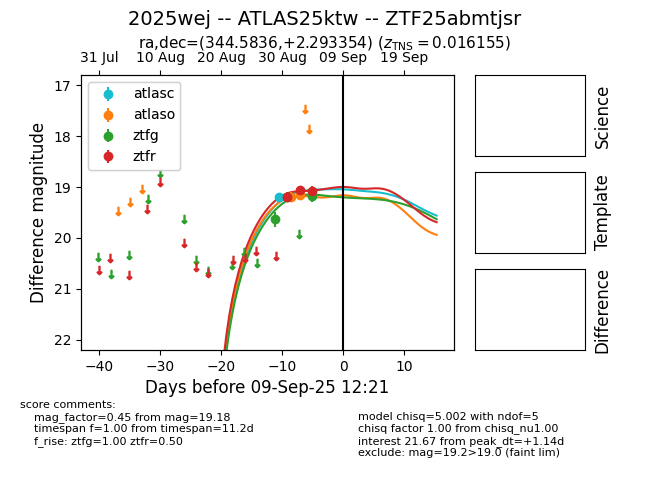 2025wej -- ATLAS25ktw -- ZTF25abmtjsr
ra,dec=(344.5836,+2.293354) (z_TNS = 0.016155)
31 Jul 10 Aug 20 Aug 30 Aug 09 Sep 19 Sep
atlasc
atlaso
ztfg
ztfr
17
18
19
20
21
22
Difference magnitude
−40 −30 −20 −10 0 10
Days before 09-Sep-25 12:21
Science
Template
Difference
score comments:
mag_factor=0.45 from mag=19.18
timespan f=1.00 from timespan=11.2d
f_rise: ztfg=1.00 ztfr=0.50
model chisq=5.002 with ndof=5
chisq factor 1.00 from chisq_nu1.00
interest 21.67 from peak_dt=+1.14d
exclude: mag=19.2>19.0 (faint lim)